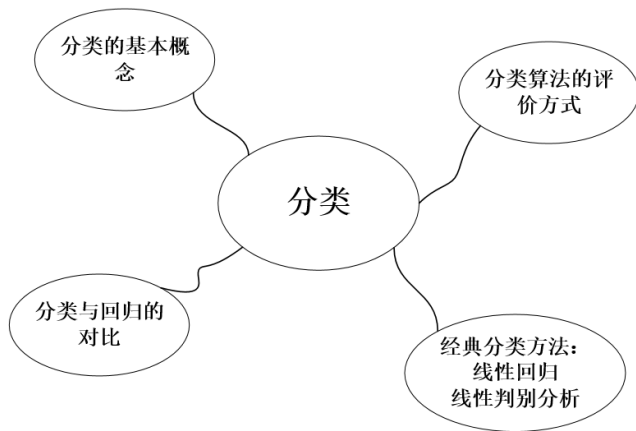 分类的基本概
念
分类算法的评
价方式
分类
分类与回归的
对比
经典分类方法：
线性回归
线性判别分析